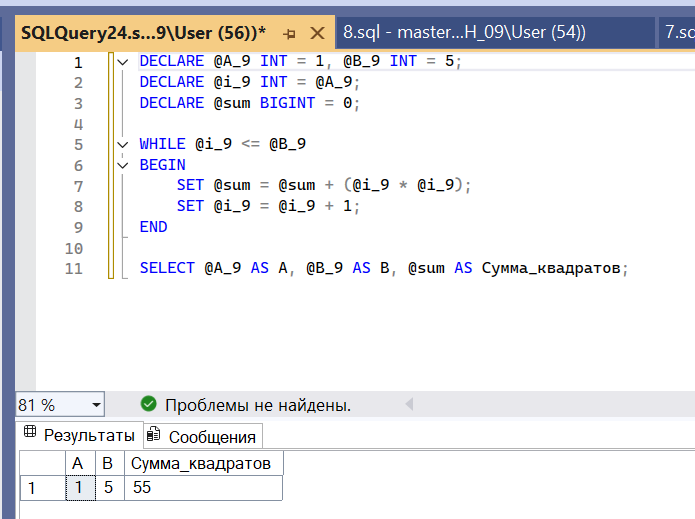 SQLQuery24.s...9\User (56))*
8.sql - master...H_09\User (54))
7.sq
1 DECLARE @A_9 INT = 1, @B_9 INT = 5;
2 DECLARE @i_9 INT = @A_9;
3 DECLARE @sum BIGINT = 0;
4
5 WHILE @i_9 <= @B_9
6 BEGIN
7 SET @sum = @sum + (@i_9 * @i_9);
8 SET @i_9 = @i_9 + 1;
9 END
10
11 SELECT @A_9 AS A, @B_9 AS B, @sum AS Сумма_квадратов;
81 %
Проблемы не найдены.
Результаты
Сообщения
A B Сумма_квадратов
1 1 5 55